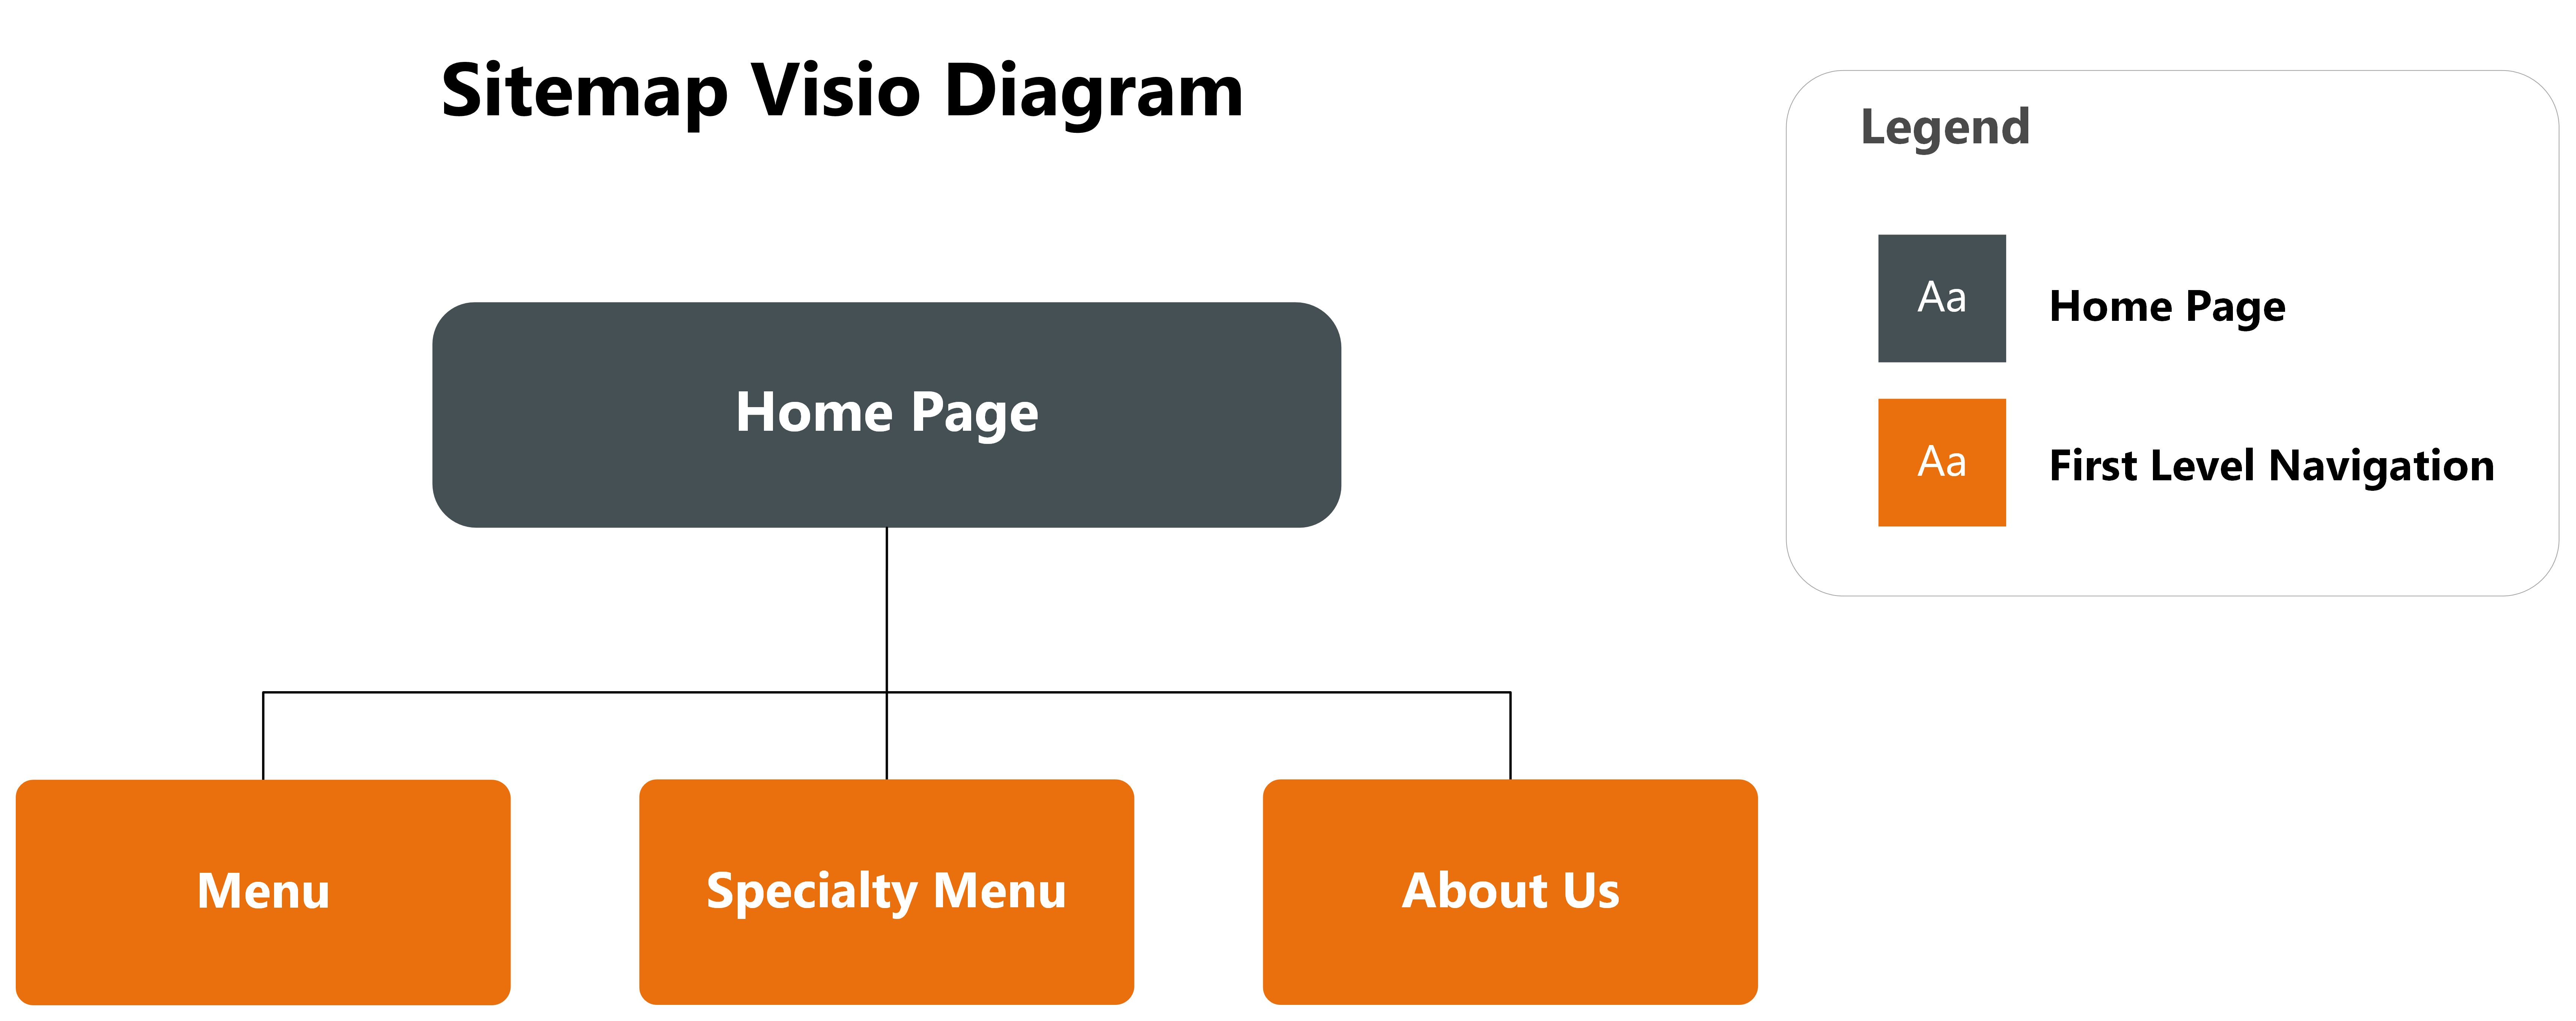 Sitemap Visio Diagram
Legend
Aa
Home Page
Aa
First Level Navigation
Home Page
Menu
Specialty Menu
About Us